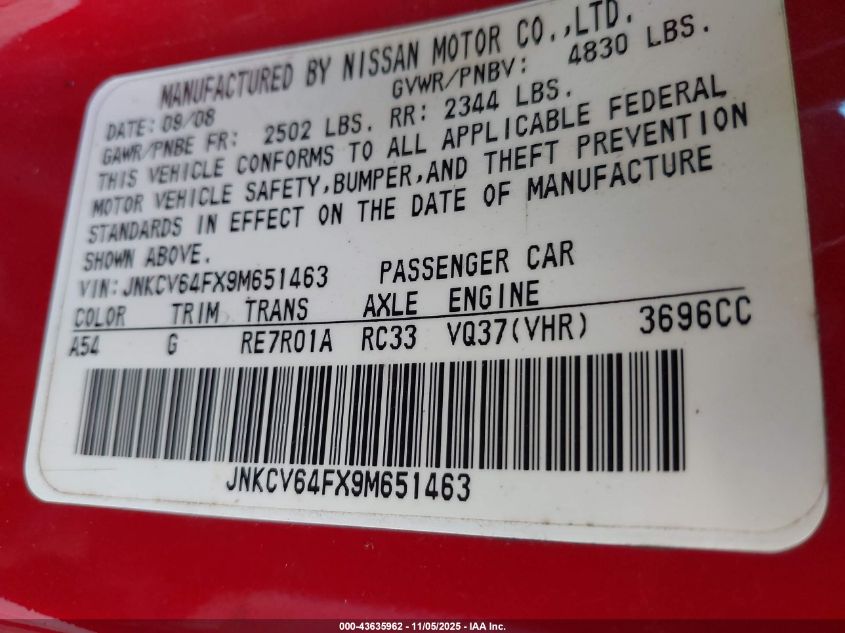 MANUFACTURED BY NISSAN MOTOR CO.,LTD.
DATE: 09/08 GVWR/PNBV: 4830 LBS.
GAWR/PNBE FR: 2502 LBS. RR: 2344 LBS.
THIS VEHICLE CONFORMS TO ALL APPLICABLE FEDERAL
MOTOR VEHICLE SAFETY,BUMPER,AND THEFT PREVENTION
STANDARDS IN EFFECT ON THE DATE OF MANUFACTURE
SHOWN ABOVE.
VIN: JNKCV64FX9M651463 PASSENGER CAR
COLOR TRIM TRANS AXLE ENGINE
A54 G RE7R01A RC33 VQ37(VHR) 3696CC
JNKCV64FX9M651463
000-43635962 - 11/05/2025 - IAA Inc.